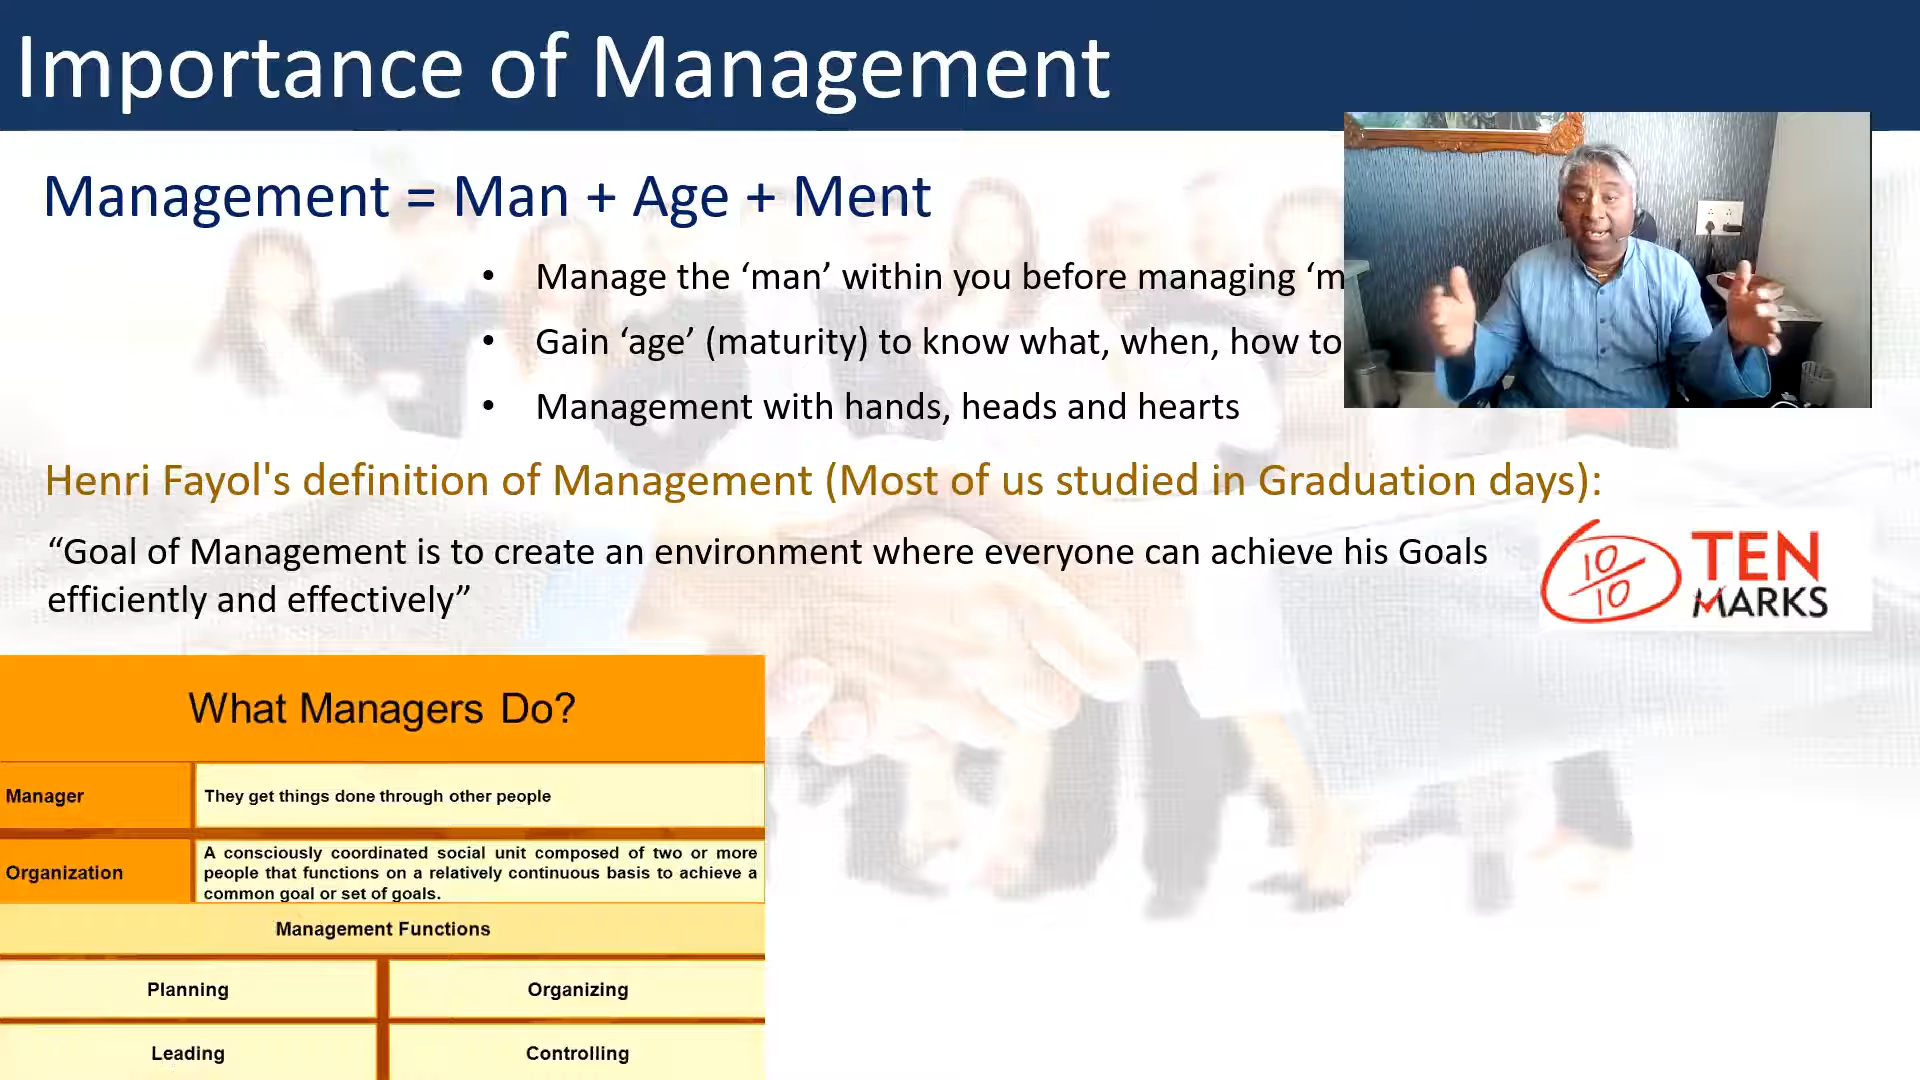 Importance of Management
Management = Man + Age + Ment
• Manage the ‘man’ within you before managing ‘m
• Gain ‘age’ (maturity) to know what, when, how to
• Management with hands, heads and hearts
Henri Fayol's definition of Management (Most of us studied in Graduation days):
“Goal of Management is to create an environment where everyone can achieve his Goals
efficiently and effectively”
10/10
TEN
MARKS
What Managers Do?
Manager
They get things done through other people
Organization
A consciously coordinated social unit composed of two or more
people that functions on a relatively continuous basis to achieve a
common goal or set of goals.
Management Functions
Planning Organizing
Leading Controlling